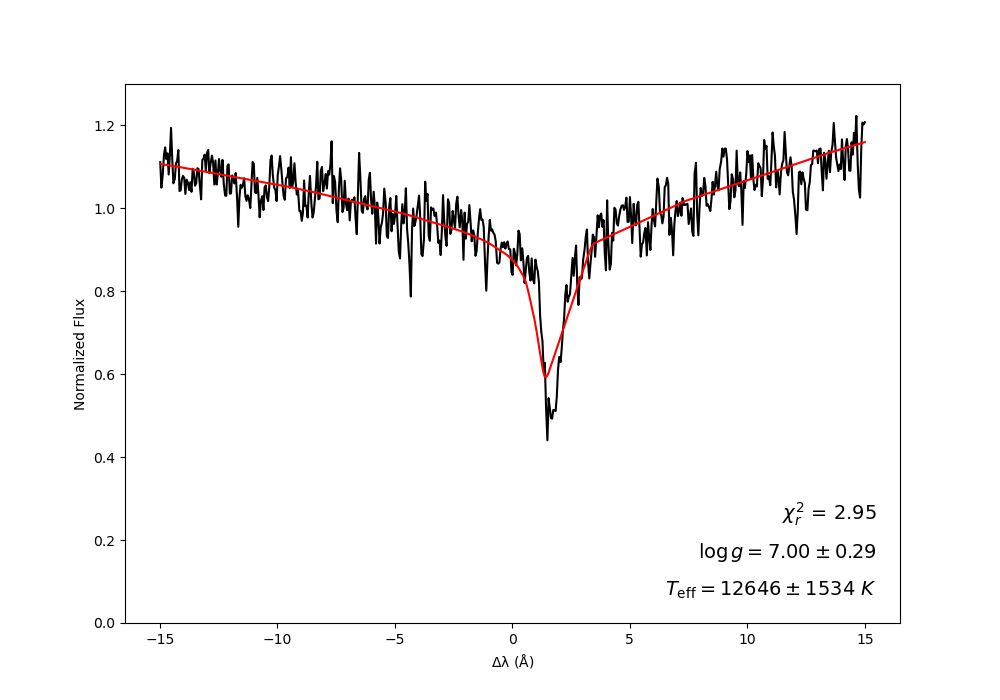 1.2
1.0
0.8
0.6
0.4
0.2
0.0
Normalized Flux
χ²ᵣ = 2.95
log g = 7.00 ± 0.29
T_eff = 12646 ± 1534 K
−15 −10 −5 0 5 10 15
Δλ (Å)